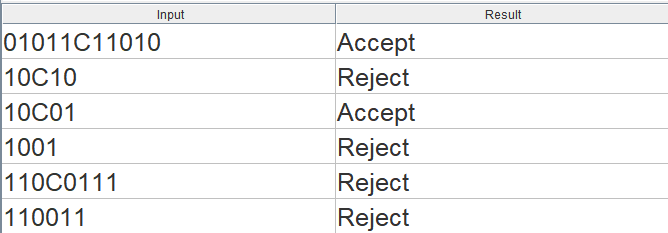 Input Result
01011C11010 Accept
10C10 Reject
10C01 Accept
1001 Reject
110C0111 Reject
110011 Reject